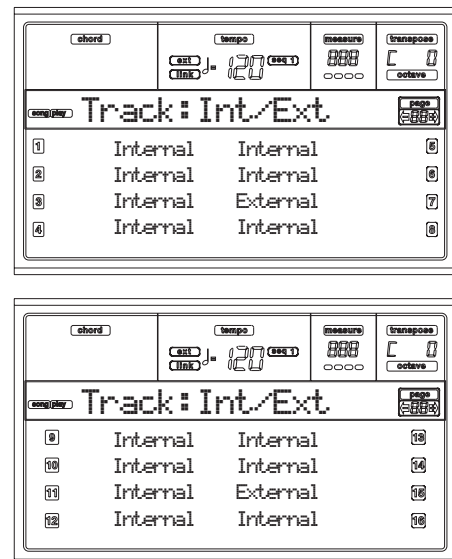 chord tempo measure transpose
ext link ♩= 120 seq 1 888 C 0
octave
song play Track:Int/Ext page 88
1 Internal Internal 5
2 Internal Internal 6
3 Internal External 7
4 Internal Internal 8
chord tempo measure transpose
ext link ♩= 120 seq 1 888 C 0
octave
song play Track:Int/Ext page 88
9 Internal Internal 13
10 Internal Internal 14
11 Internal External 15
12 Internal Internal 16